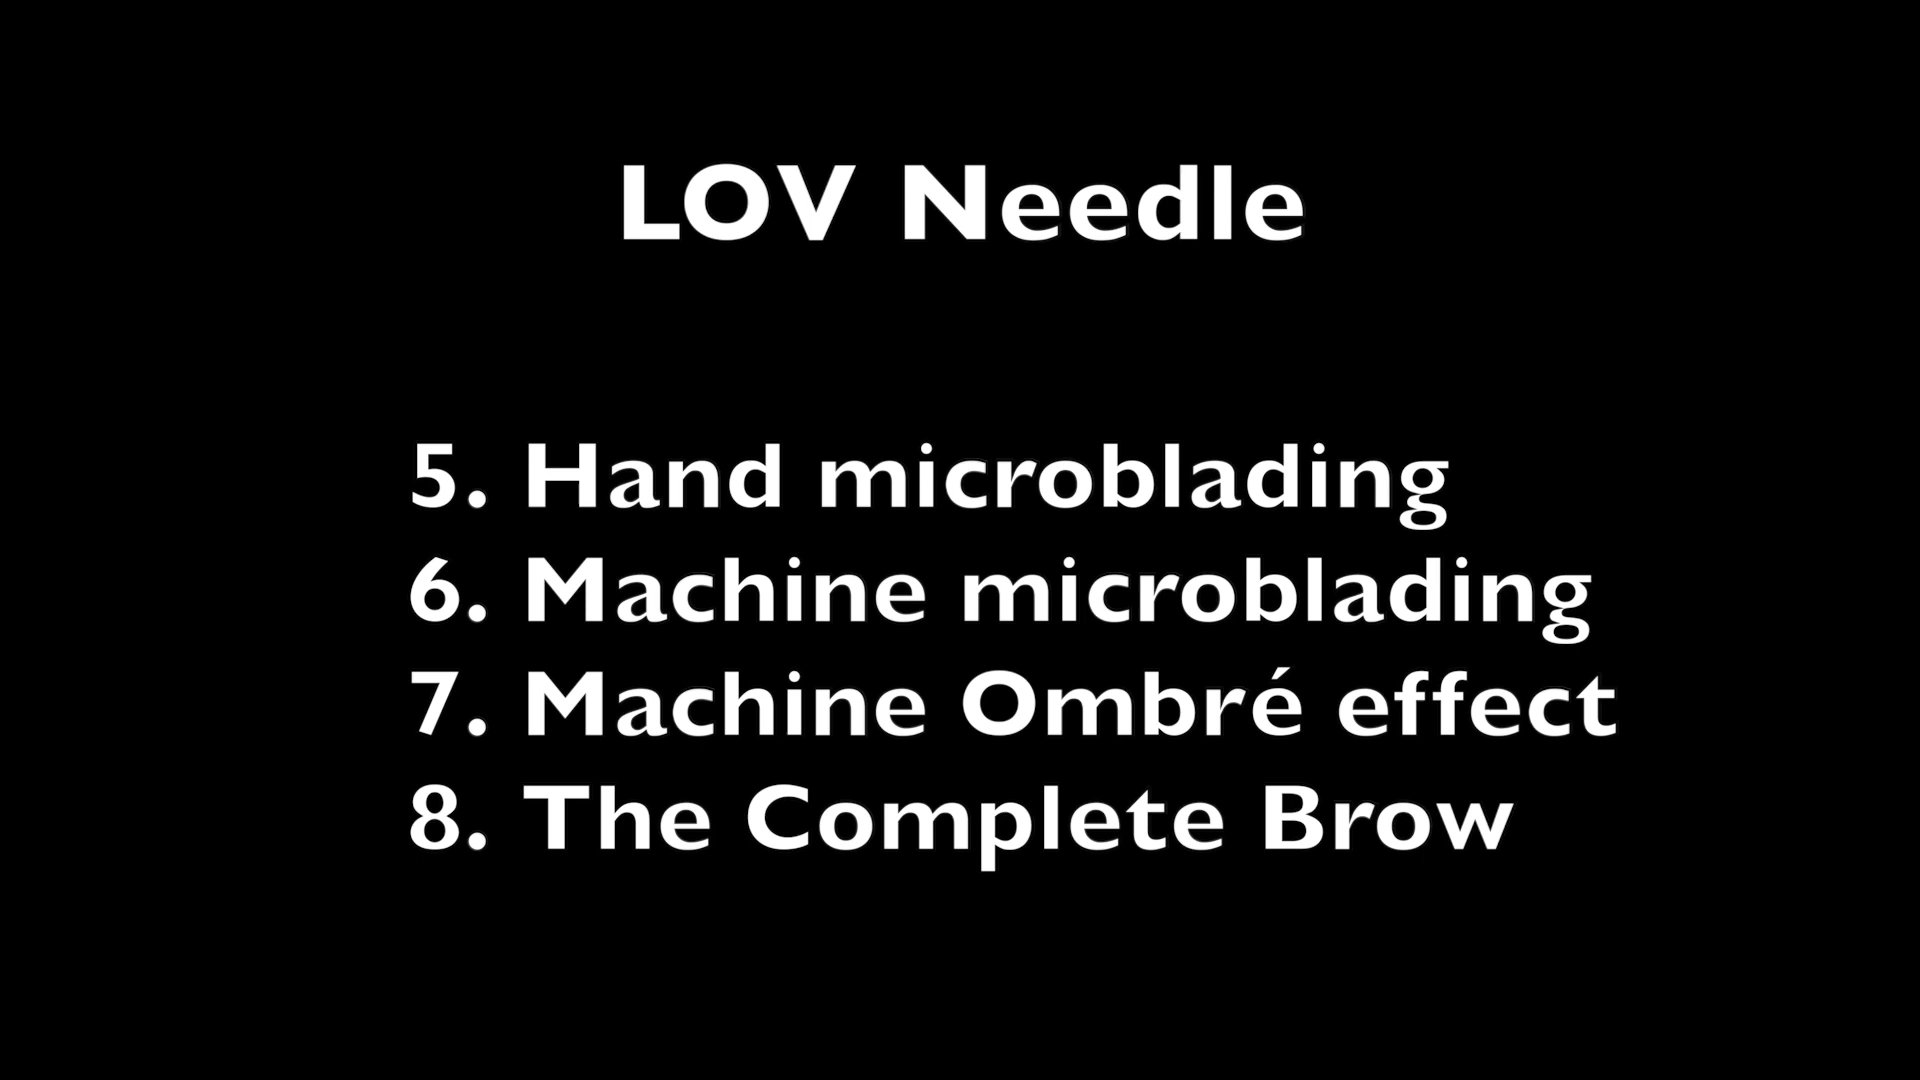 LOV Needle
5. Hand microblading
6. Machine microblading
7. Machine Ombré effect
8. The Complete Brow